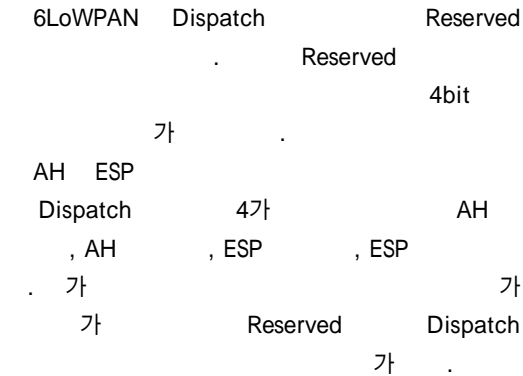 6LoWPAN Dispatch Reserved
. Reserved
4bit
가 .
AH ESP
Dispatch 4가 AH
, AH , ESP , ESP
. 가 가
가 Reserved Dispatch
가 .